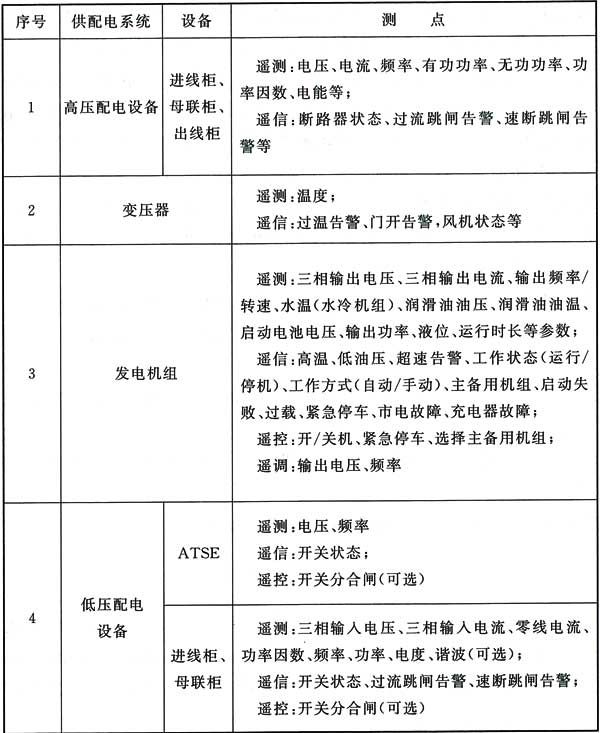 序号 供配电系统 设备 测 点
1 高压配电设备 进线柜、
母联柜、
出线柜
遥测:电压、电流、频率、有功功率、无功功率、功
率因数、电能等;
遥信:断路器状态、过流跳闸告警、速断跳闸告
警等
2 变压器
遥测:温度;
遥信:过温告警、门开告警,风机状态等
3 发电机组
遥测:三相输出电压、三相输出电流、输出频率/
转速、水温(水冷机组)、润滑油油压、润滑油油温、
启动电池电压、输出功率、液位、运行时长等参数;
遥信:高温、低油压、超速告警、工作状态(运行/
停机)、工作方式(自动/手动)、主备用机组、启动失
败、过载、紧急停车、市电故障、充电器故障;
遥控:开/关机、紧急停车、选择主备用机组;
遥调:输出电压、频率
4 低压配电
设备
ATSE
遥测:电压、频率
遥信:开关状态;
遥控:开关分合闸(可选)
进线柜、
母联柜
遥测:三相输入电压、三相输入电流、零线电流、
功率因数、频率、功率、电度、谐波(可选);
遥信:开关状态、过流跳闸告警、速断跳闸告警;
遥控:开关分合闸(可选)